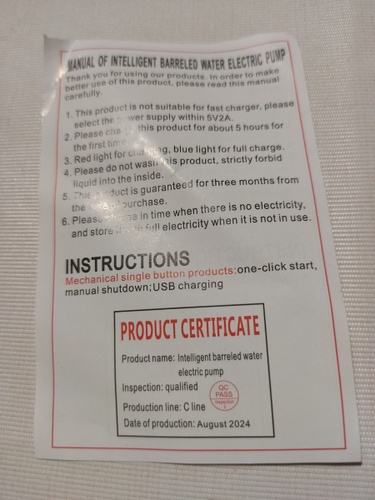 MANUAL OF INTELLIGENT BARRELED WATER ELECTRIC PUMP
Thank you for using our products. In order to make
better use of this product, please read this manual
carefully.
1. This product is not suitable for fast charger, please
select the power supply within 5V2A.
2. Please this product for about 5 hours for
the first time
3. Red light for charging, blue light for full charge.
4. Please do not wash this product, strictly forbid
liquid into the inside.
5. This product is guaranteed for three months from
the of purchase.
6. Please in time when there is no electricity,
and store full electricity when it is not in use.
INSTRUCTIONS
Mechanical single button products:one-click start,
manual shutdown;USB charging
PRODUCT CERTIFICATE
Product name: Intelligent barreled water
electric pump
Inspection: qualified
QC
PASS
Production line: C line
Date of production: August 2024